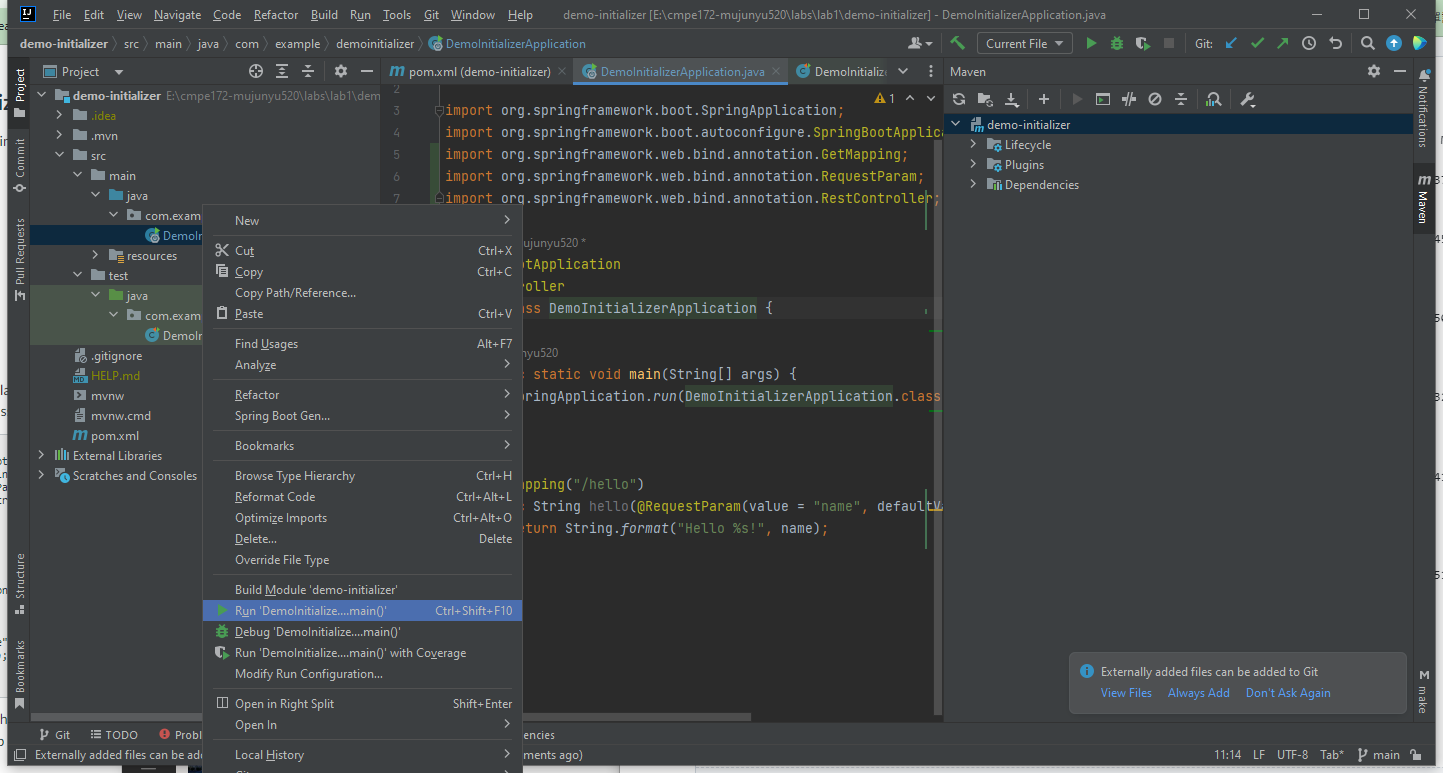 File Edit View Navigate Code Refactor Build Run Tools Git Window Help demo-initializer [E:\cmpe172-mujunyu520\labs\lab1\demo-initializer] - DemoInitializerApplication.java
demo-initializer src main java com example demoinitializer DemoInitializerApplication Current File Git:
Project
pom.xml (demo-initializer) DemoInitializerApplication.java DemoInitializ
Maven
demo-initializer E:\cmpe172-mujunyu520\labs\lab1\dem
.idea
.mvn
src
main
java
com.exam
DemoIn
resources
test
java
com.exam
DemoIn
.gitignore
HELP.md
mvnw
mvnw.cmd
pom.xml
External Libraries
Scratches and Consoles
2
3 import org.springframework.boot.SpringApplication;
4 import org.springframework.boot.autoconfigure.SpringBootApplica
5 import org.springframework.web.bind.annotation.GetMapping;
6 import org.springframework.web.bind.annotation.RequestParam;
7 import org.springframework.web.bind.annotation.RestController;
1
ujunyu520 *
otApplication
oller
ss DemoInitializerApplication {
yu520
c static void main(String[] args) {
pringApplication.run(DemoInitializerApplication.class
pping("/hello")
c String hello(@RequestParam(value = "name", defaultV
turn String.format("Hello %s!", name);
New
Cut Ctrl+X
Copy Ctrl+C
Copy Path/Reference...
Paste Ctrl+V
Find Usages Alt+F7
Analyze
Refactor
Spring Boot Gen...
Bookmarks
Browse Type Hierarchy Ctrl+H
Reformat Code Ctrl+Alt+L
Optimize Imports Ctrl+Alt+O
Delete... Delete
Override File Type
Build Module 'demo-initializer'
Run 'DemoInitialize....main()' Ctrl+Shift+F10
Debug 'DemoInitialize....main()'
Run 'DemoInitialize....main()' with Coverage
Modify Run Configuration...
Open in Right Split Shift+Enter
Open In
Local History
demo-initializer
Lifecycle
Plugins
Dependencies
Project
Commit
Pull Request
Structure
Bookmarks
Notifications
Maven
make
Externally added files can be added to Git
View Files Always Add Don't Ask Again
Git TODO Probl encies
Externally added files can be adde ments ago) 11:14 LF UTF-8 Tab* main